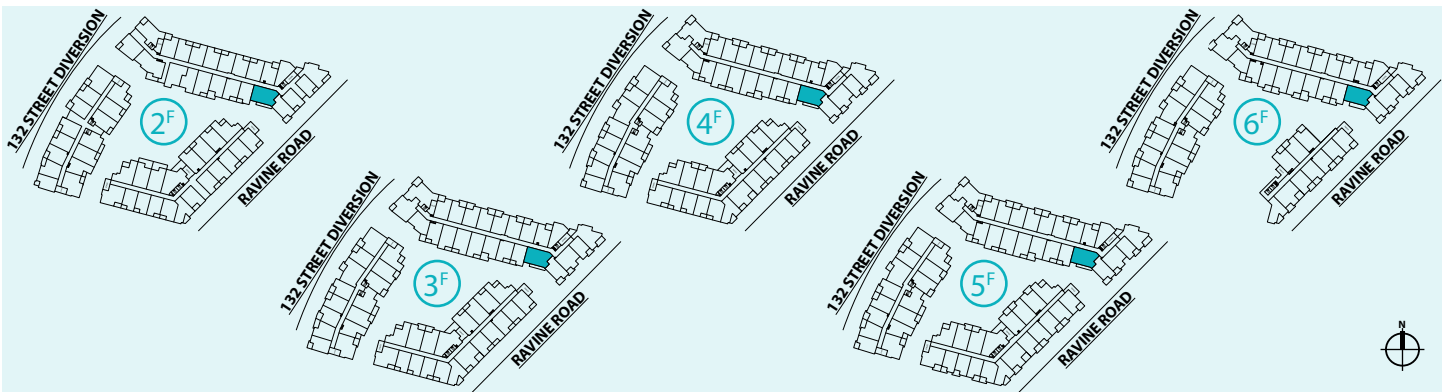 132 STREET DIVERSION
2F
RAVINE ROAD
132 STREET DIVERSION
4F
RAVINE ROAD
132 STREET DIVERSION
6F
RAVINE ROAD
132 STREET DIVERSION
3F
RAVINE ROAD
132 STREET DIVERSION
5F
RAVINE ROAD
N